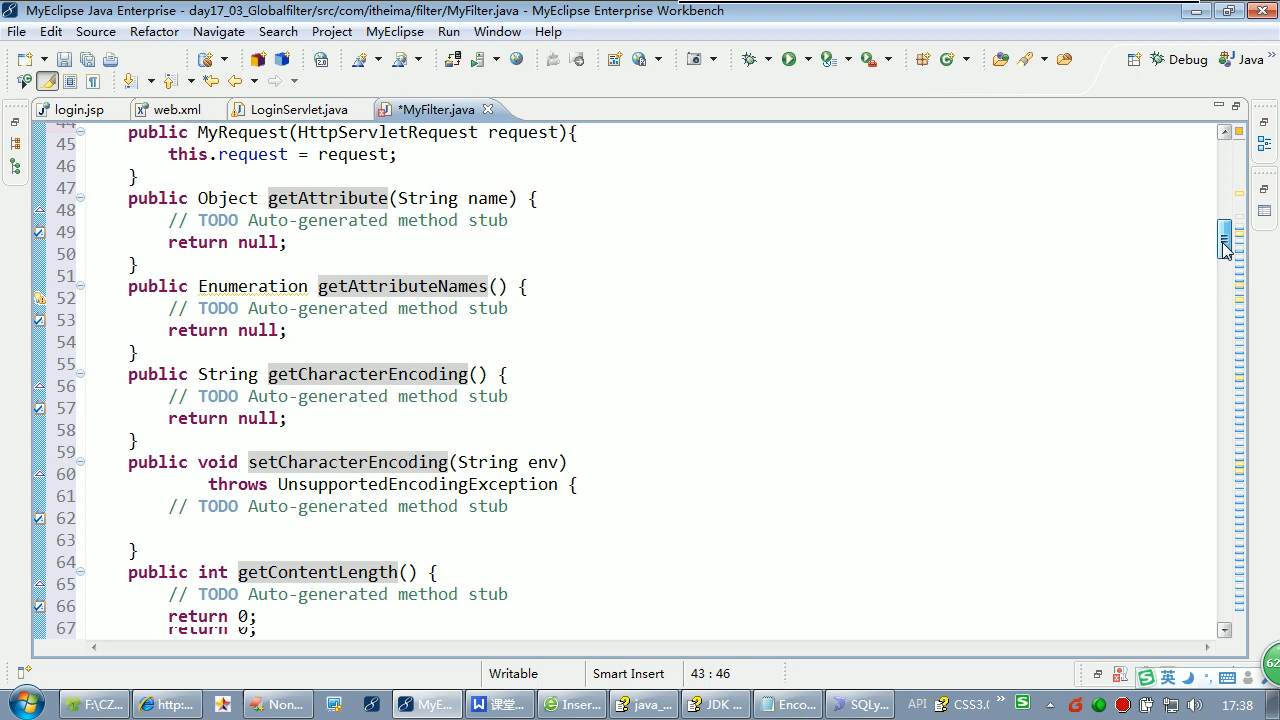 MyEclipse Java Enterprise - day17_03_Globalfilter/src/com/itheima/filter/MyFilter.java - MyEclipse Enterprise Workbench
File Edit Source Refactor Navigate Search Project MyEclipse Run Window Help
Debug Java
login.jsp web.xml LoginServlet.java *MyFilter.java
44 public MyRequest(HttpServletRequest request){
45 this.request = request;
46 }
47 public Object getAttribute(String name) {
48 // TODO Auto-generated method stub
49 return null;
50 }
51 public Enumeration getAttributeNames() {
52 // TODO Auto-generated method stub
53 return null;
54 }
55 public String getCharacterEncoding() {
56 // TODO Auto-generated method stub
57 return null;
58 }
59 public void setCharacterEncoding(String env)
60 throws UnsupportedEncodingException {
61 // TODO Auto-generated method stub
62
63 }
64 public int getContentLength() {
65 // TODO Auto-generated method stub
66 return 0;
67 return 0;
Writable Smart Insert 43 : 46
英
62
F:\CZ... http:... Non... MyE... 课堂... Inser... java_... JDK ... Enco... SQLy... API CSS3.0 17:38